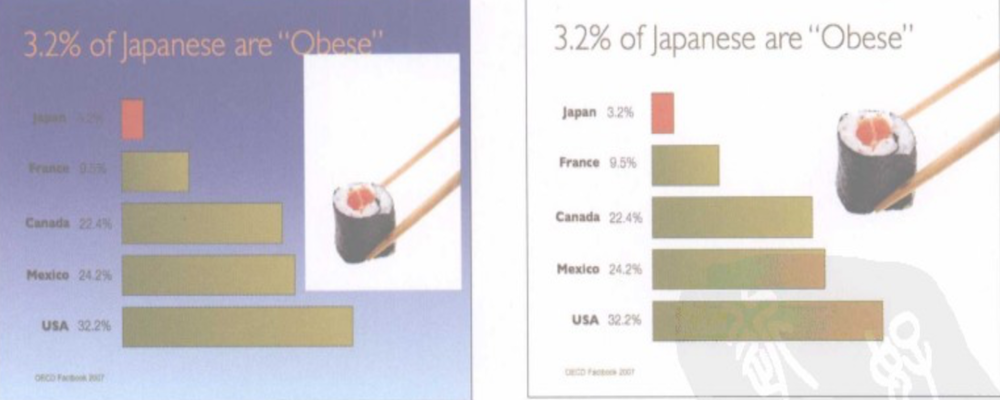 3.2% of Japanese are “Obese”
Japan 3.2%
France 9.5%
Canada 22.4%
Mexico 24.2%
USA 32.2%
OECD Factbook 2007
3.2% of Japanese are “Obese”
Japan 3.2%
France 9.5%
Canada 22.4%
Mexico 24.2%
USA 32.2%
OECD Factbook 2007